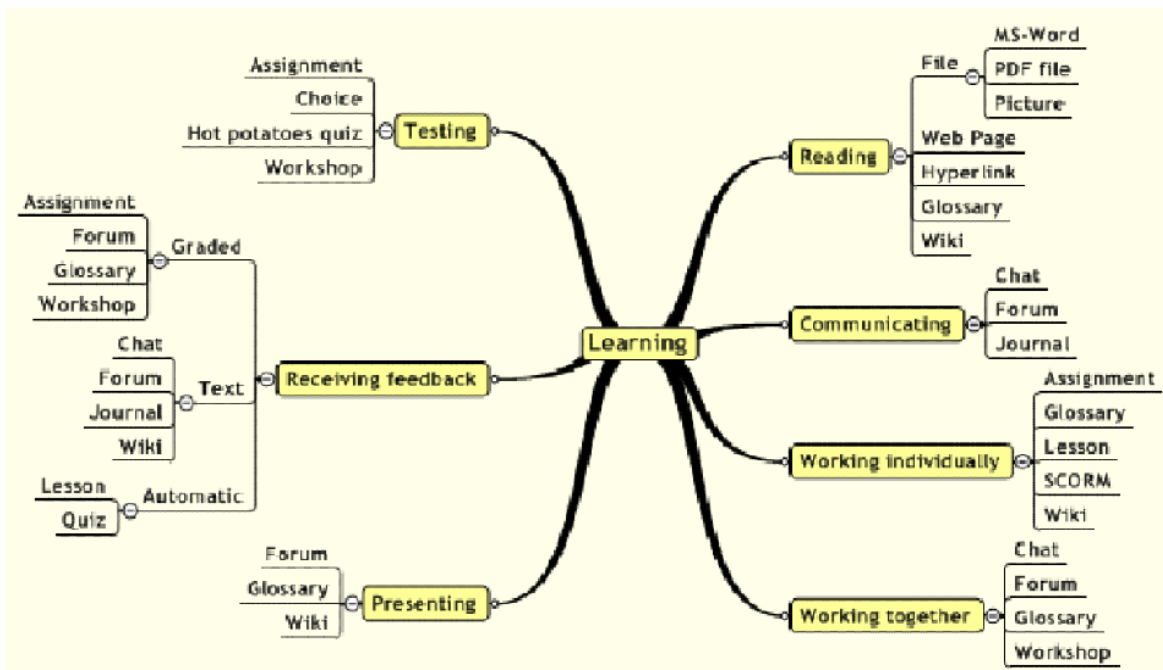 Learning
Testing
Assignment
Choice
Hot potatoes quiz
Workshop
Receiving feedback
Graded
Assignment
Forum
Glossary
Workshop
Text
Chat
Forum
Journal
Wiki
Automatic
Lesson
Quiz
Presenting
Forum
Glossary
Wiki
Reading
File
MS-Word
PDF file
Picture
Web Page
Hyperlink
Glossary
Wiki
Communicating
Chat
Forum
Journal
Working individually
Assignment
Glossary
Lesson
SCORM
Wiki
Working together
Chat
Forum
Glossary
Workshop